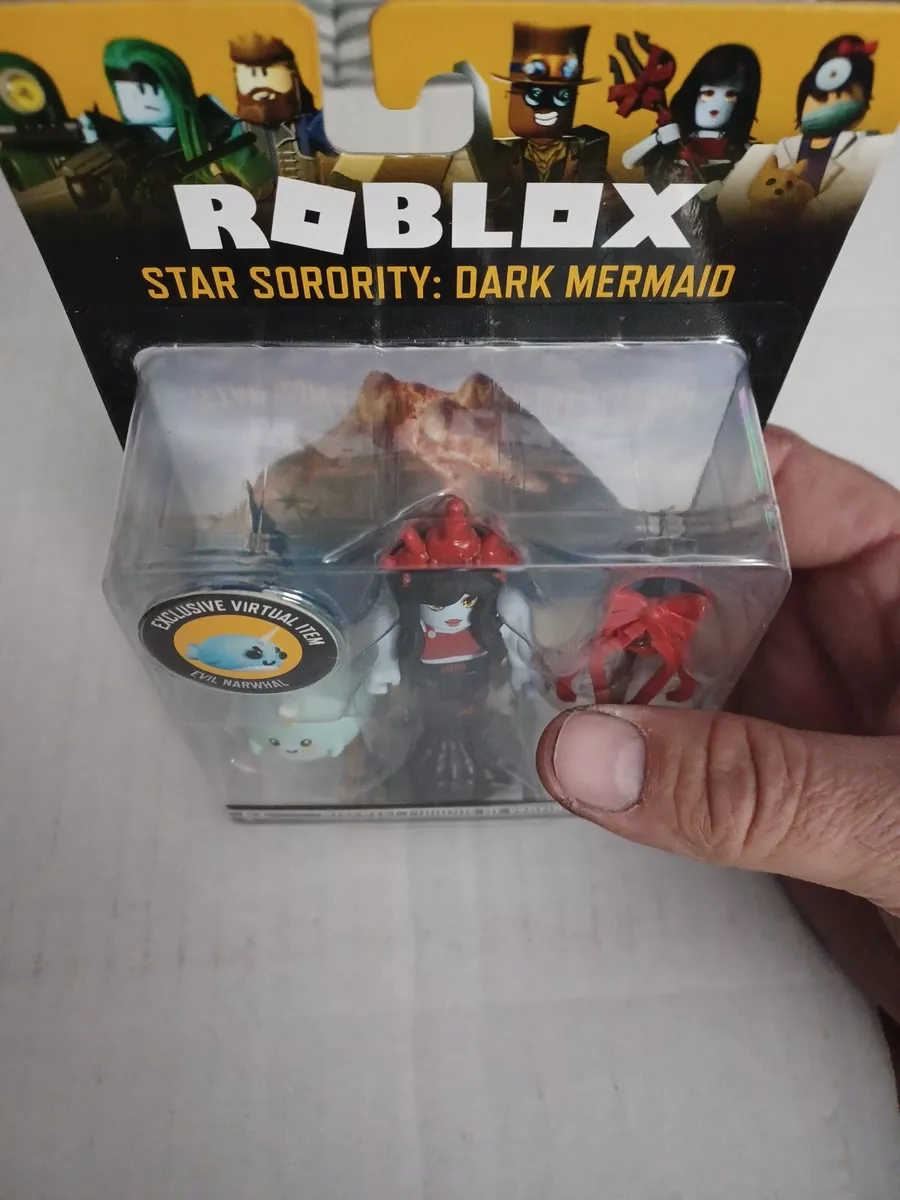 ROBLOX
STAR SORORITY: DARK MERMAID
EXCLUSIVE VIRTUAL ITEM
EVIL NARWHAL